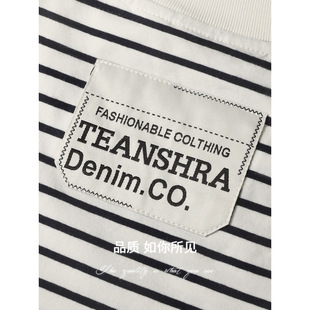 FASHIONABLE COLTHING
TEANSHRA
Denim.CO.
品质 如你所见